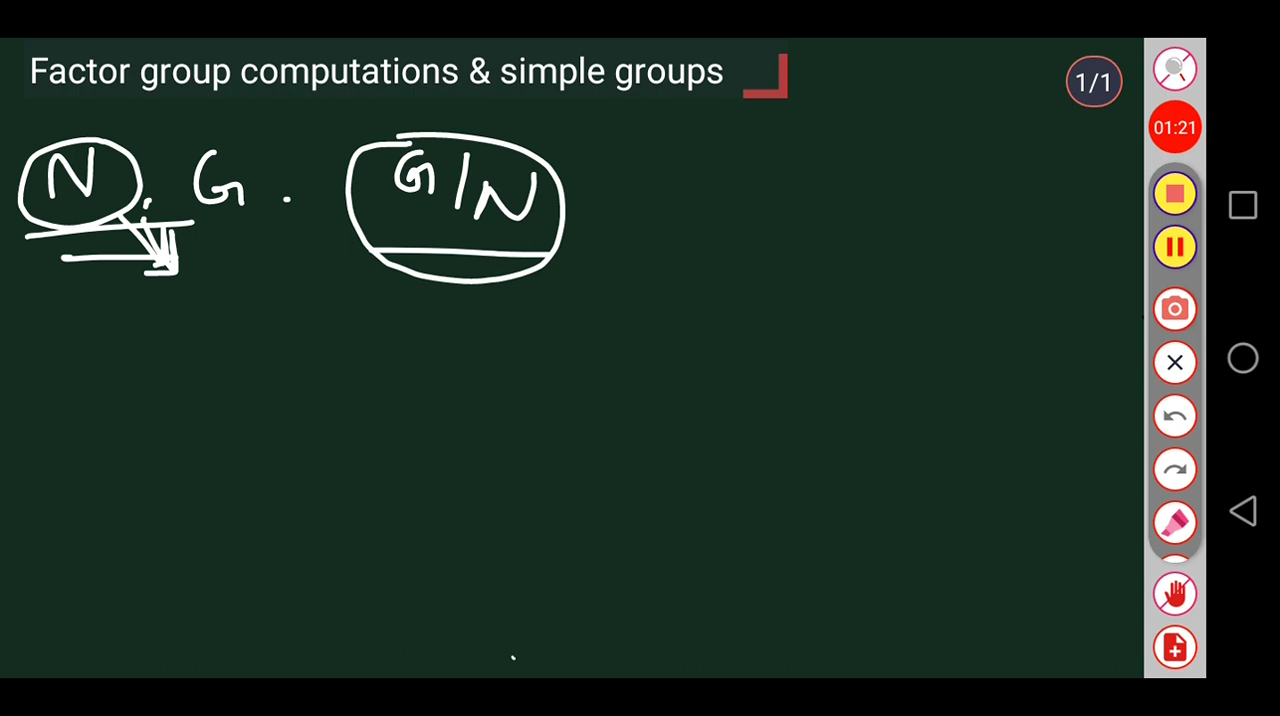 Factor group computations & simple groups
1/1
01:21
N . G . G/N